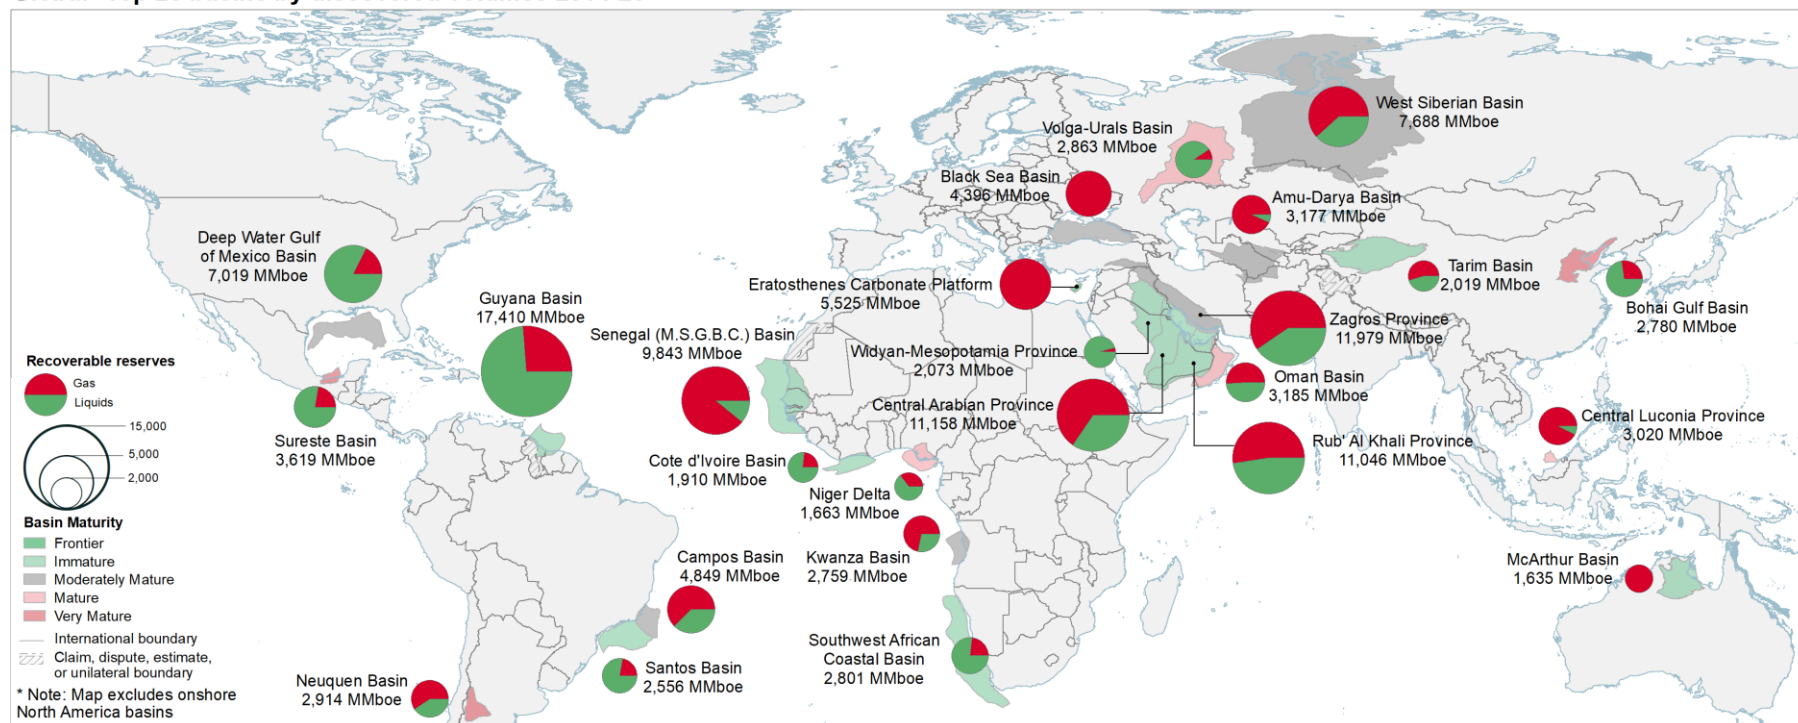 West Siberian Basin
7,688 MMboe
Volga-Urals Basin
2,863 MMboe
Black Sea Basin
4,396 MMboe
Amu-Darya Basin
3,177 MMboe
Deep Water Gulf
of Mexico Basin
7,019 MMboe
Tarim Basin
2,019 MMboe
Eratosthenes Carbonate Platform
5,525 MMboe
Guyana Basin
17,410 MMboe
Bohai Gulf Basin
2,780 MMboe
Zagros Province
11,979 MMboe
Senegal (M.S.G.B.C.) Basin
9,843 MMboe
Widyan-Mesopotamia Province
2,073 MMboe
Oman Basin
3,185 MMboe
Central Arabian Province
11,158 MMboe
Central Luconia Province
3,020 MMboe
Rub' Al Khali Province
11,046 MMboe
Sureste Basin
3,619 MMboe
Cote d'Ivoire Basin
1,910 MMboe
Niger Delta
1,663 MMboe
Campos Basin
4,849 MMboe
Kwanza Basin
2,759 MMboe
McArthur Basin
1,635 MMboe
Southwest African
Coastal Basin
2,801 MMboe
Santos Basin
2,556 MMboe
Neuquen Basin
2,914 MMboe
Recoverable reserves
Gas
Liquids
15,000
5,000
2,000
Basin Maturity
Frontier
Immature
Moderately Mature
Mature
Very Mature
International boundary
Claim, dispute, estimate,
or unilateral boundary
* Note: Map excludes onshore
North America basins